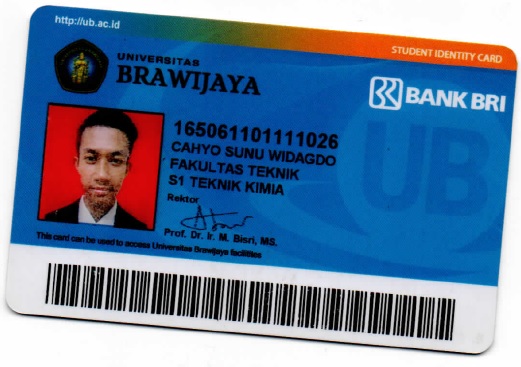 http://ub.ac.id
STUDENT IDENTITY CARD
UNIVERSITAS
BRAWIJAYA
BANK BRI
165061101111026
CAHYO SUNU WIDAGDO
FAKULTAS TEKNIK
S1 TEKNIK KIMIA
UB
Rektor
Prof. Dr. Ir. M. Bisri, MS.
This card can be used to access Universitas Brawijaya facilities